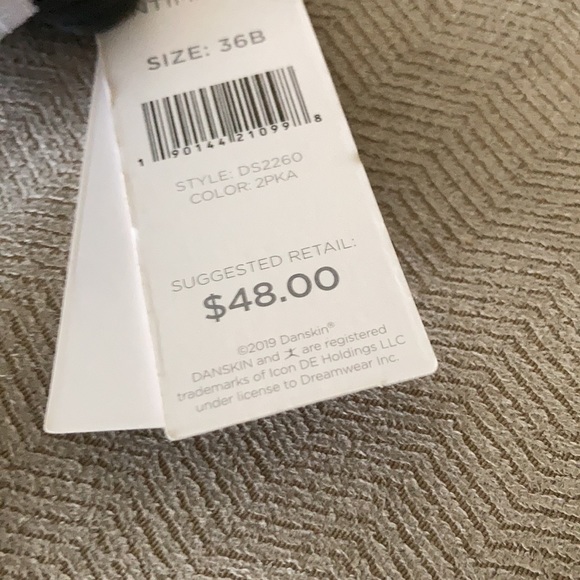 SIZE: 36B
1 90144 21099 8
STYLE: DS2260
COLOR: 2PKA
SUGGESTED RETAIL:
$48.00
©2019 Danskin®
DANSKIN and are registered
trademarks of Icon DE Holdings LLC
under license to Dreamwear Inc.